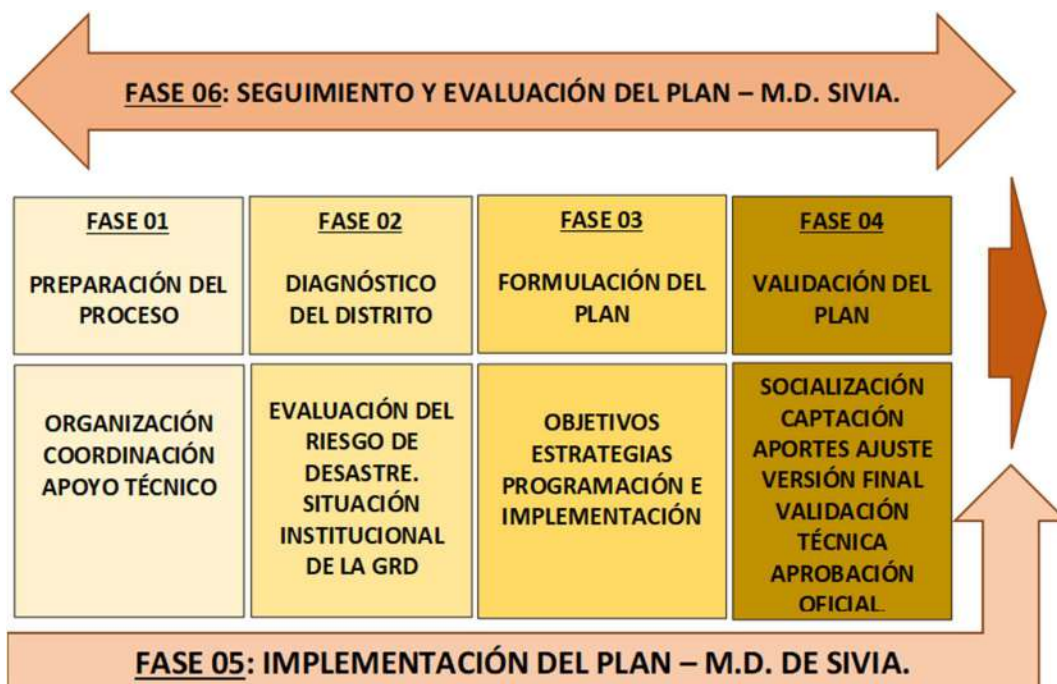 FASE 06: SEGUIMIENTO Y EVALUACIÓN DEL PLAN – M.D. SIVIA.
FASE 01
PREPARACIÓN DEL
PROCESO
FASE 02
DIAGNÓSTICO
DEL DISTRITO
FASE 03
FORMULACIÓN DEL
PLAN
FASE 04
VALIDACIÓN DEL
PLAN
ORGANIZACIÓN
COORDINACIÓN
APOYO TÉCNICO
EVALUACIÓN DEL
RIESGO DE
DESASTRE.
SITUACIÓN
INSTITUCIONAL
DE LA GRD
OBJETIVOS
ESTRATEGIAS
PROGRAMACIÓN E
IMPLEMENTACIÓN
SOCIALIZACIÓN
CAPTACIÓN
APORTES AJUSTE
VERSIÓN FINAL
VALIDACIÓN
TÉCNICA
APROBACIÓN
OFICIAL.
FASE 05: IMPLEMENTACIÓN DEL PLAN – M.D. DE SIVIA.